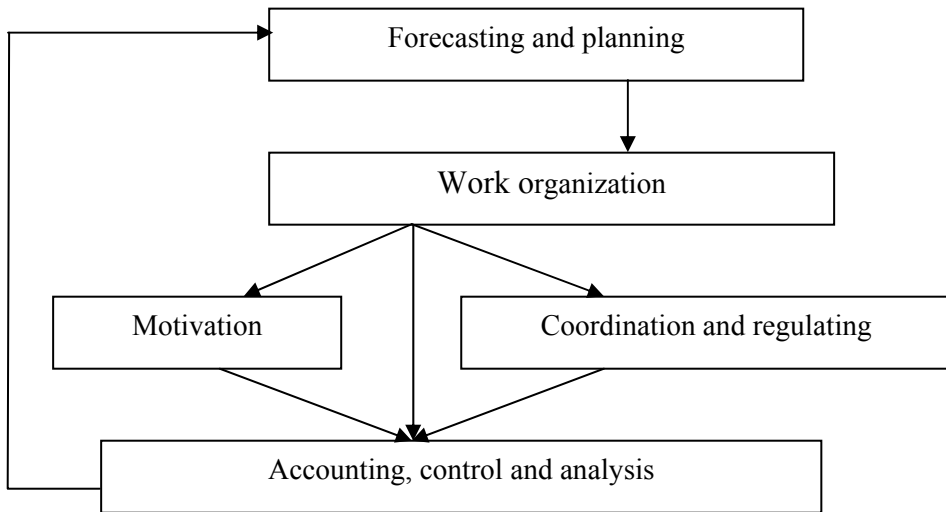 Forecasting and planning
Work organization
Motivation
Coordination and regulating
Accounting, control and analysis